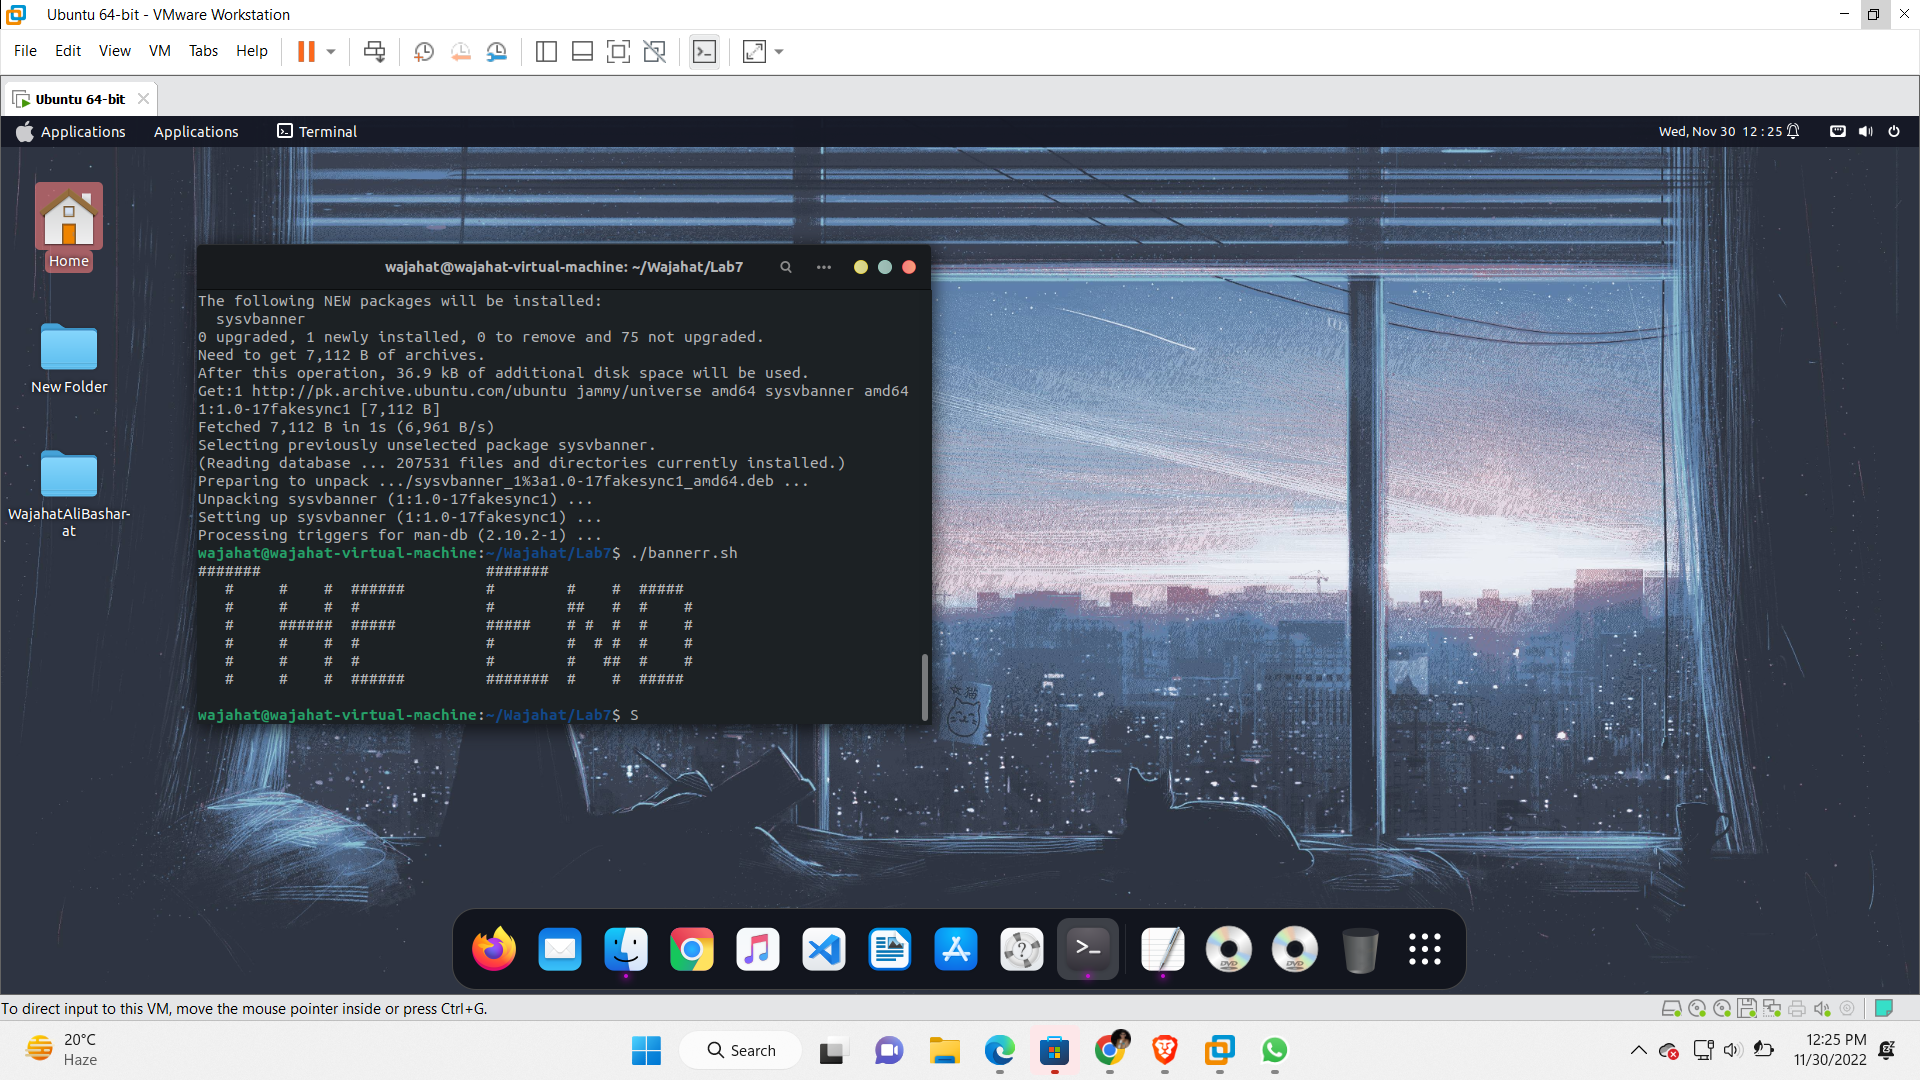 Ubuntu 64-bit - VMware Workstation
File Edit View VM Tabs Help
Ubuntu 64-bit
Applications Applications Terminal Wed, Nov 30 12:25
Home
New Folder
WajahatAliBashar-
at
wajahat@wajahat-virtual-machine: ~/Wajahat/Lab7
The following NEW packages will be installed:
  sysvbanner
0 upgraded, 1 newly installed, 0 to remove and 75 not upgraded.
Need to get 7,112 B of archives.
After this operation, 36.9 kB of additional disk space will be used.
Get:1 http://pk.archive.ubuntu.com/ubuntu jammy/universe amd64 sysvbanner amd64
1:1.0-17fakesync1 [7,112 B]
Fetched 7,112 B in 1s (6,961 B/s)
Selecting previously unselected package sysvbanner.
(Reading database ... 207531 files and directories currently installed.)
Preparing to unpack .../sysvbanner_1%3a1.0-17fakesync1_amd64.deb ...
Unpacking sysvbanner (1:1.0-17fakesync1) ...
Setting up sysvbanner (1:1.0-17fakesync1) ...
Processing triggers for man-db (2.10.2-1) ...
wajahat@wajahat-virtual-machine:~/Wajahat/Lab7$ ./bannerr.sh
#######                         #######
   #     #    #  ######         #        #    #  #####
   #     #    #  #              #        ##   #  #    #
   #     ######  #####          #####    # #  #  #    #
   #     #    #  #              #        #  # #  #    #
   #     #    #  #              #        #   ##  #    #
   #     #    #  ######         #######  #    #  #####
wajahat@wajahat-virtual-machine:~/Wajahat/Lab7$ S
DVD DVD
To direct input to this VM, move the mouse pointer inside or press Ctrl+G.
20°C
Haze
Search
12:25 PM
11/30/2022